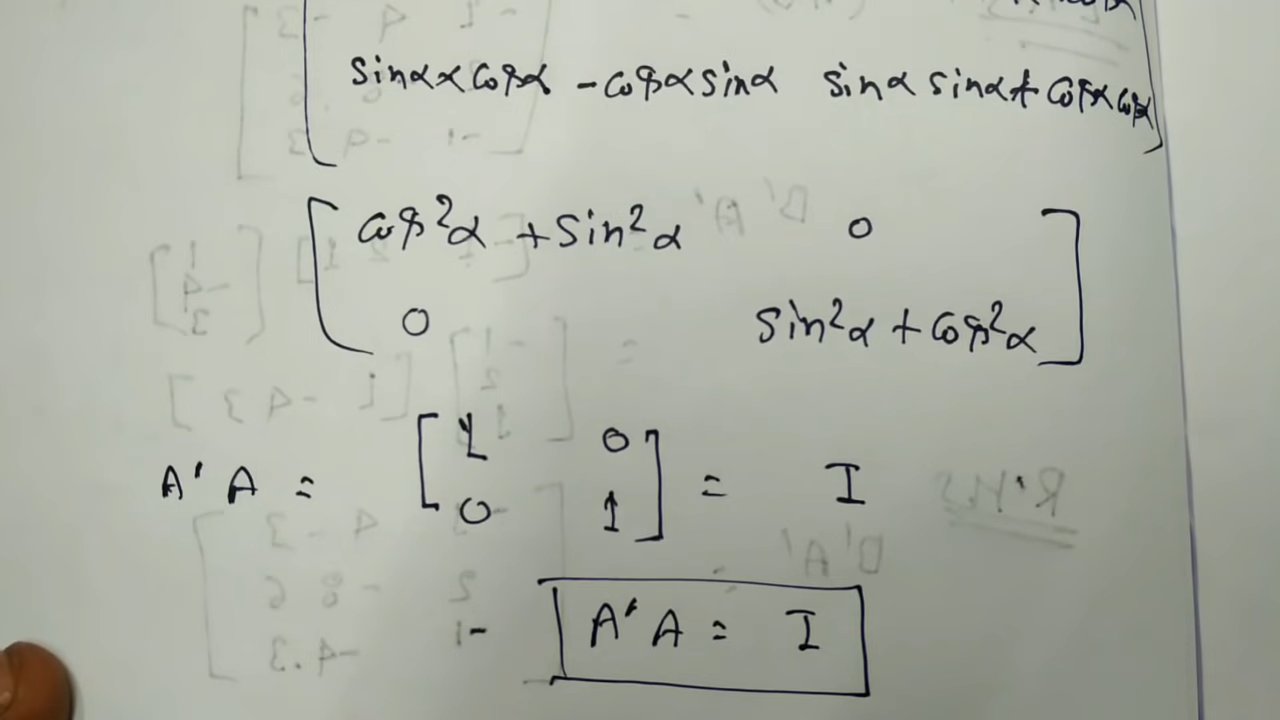 sinα×cosα -cosαsinα sinα sinα+cosαcosα
cos²α +sin²α 0
0 sin²α+cos²α
1 0
A'A = = I
0 1
A'A = I